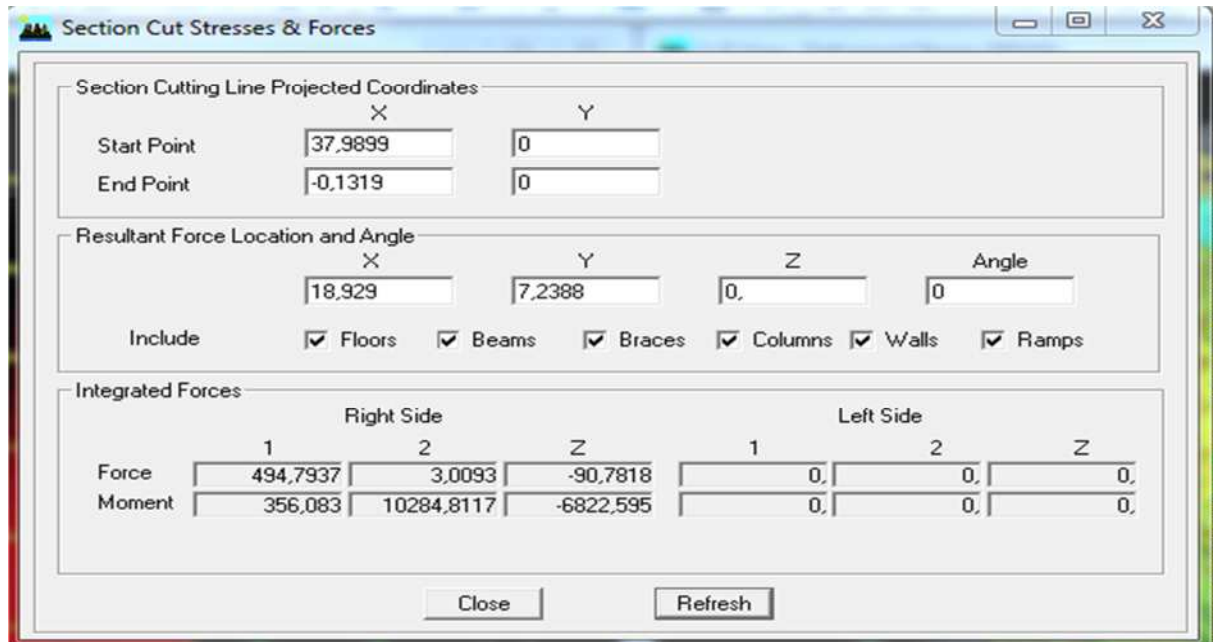 Section Cut Stresses & Forces
Section Cutting Line Projected Coordinates
X Y
Start Point 37,9899 0
End Point -0,1319 0
Resultant Force Location and Angle
X Y Z Angle
18,929 7,2388 0, 0
Include Floors Beams Braces Columns Walls Ramps
Integrated Forces
Right Side Left Side
1 2 Z 1 2 Z
Force 494,7937 3,0093 -90,7818 0, 0, 0,
Moment 356,083 10284,8117 -6822,595 0, 0, 0,
Close Refresh